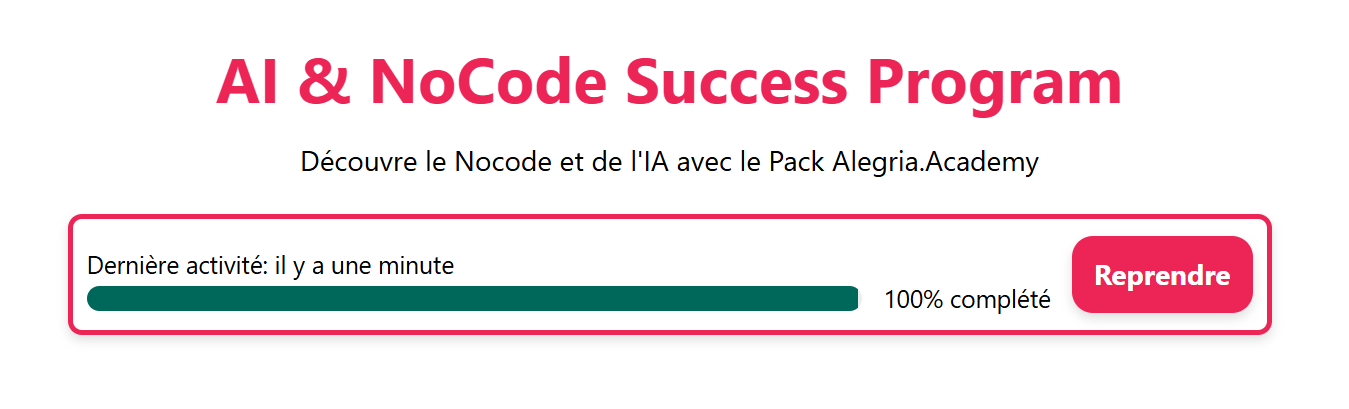 AI & NoCode Success Program
Découvre le Nocode et de l'IA avec le Pack Alegria.Academy
Dernière activité: il y a une minute
100% complété
Reprendre